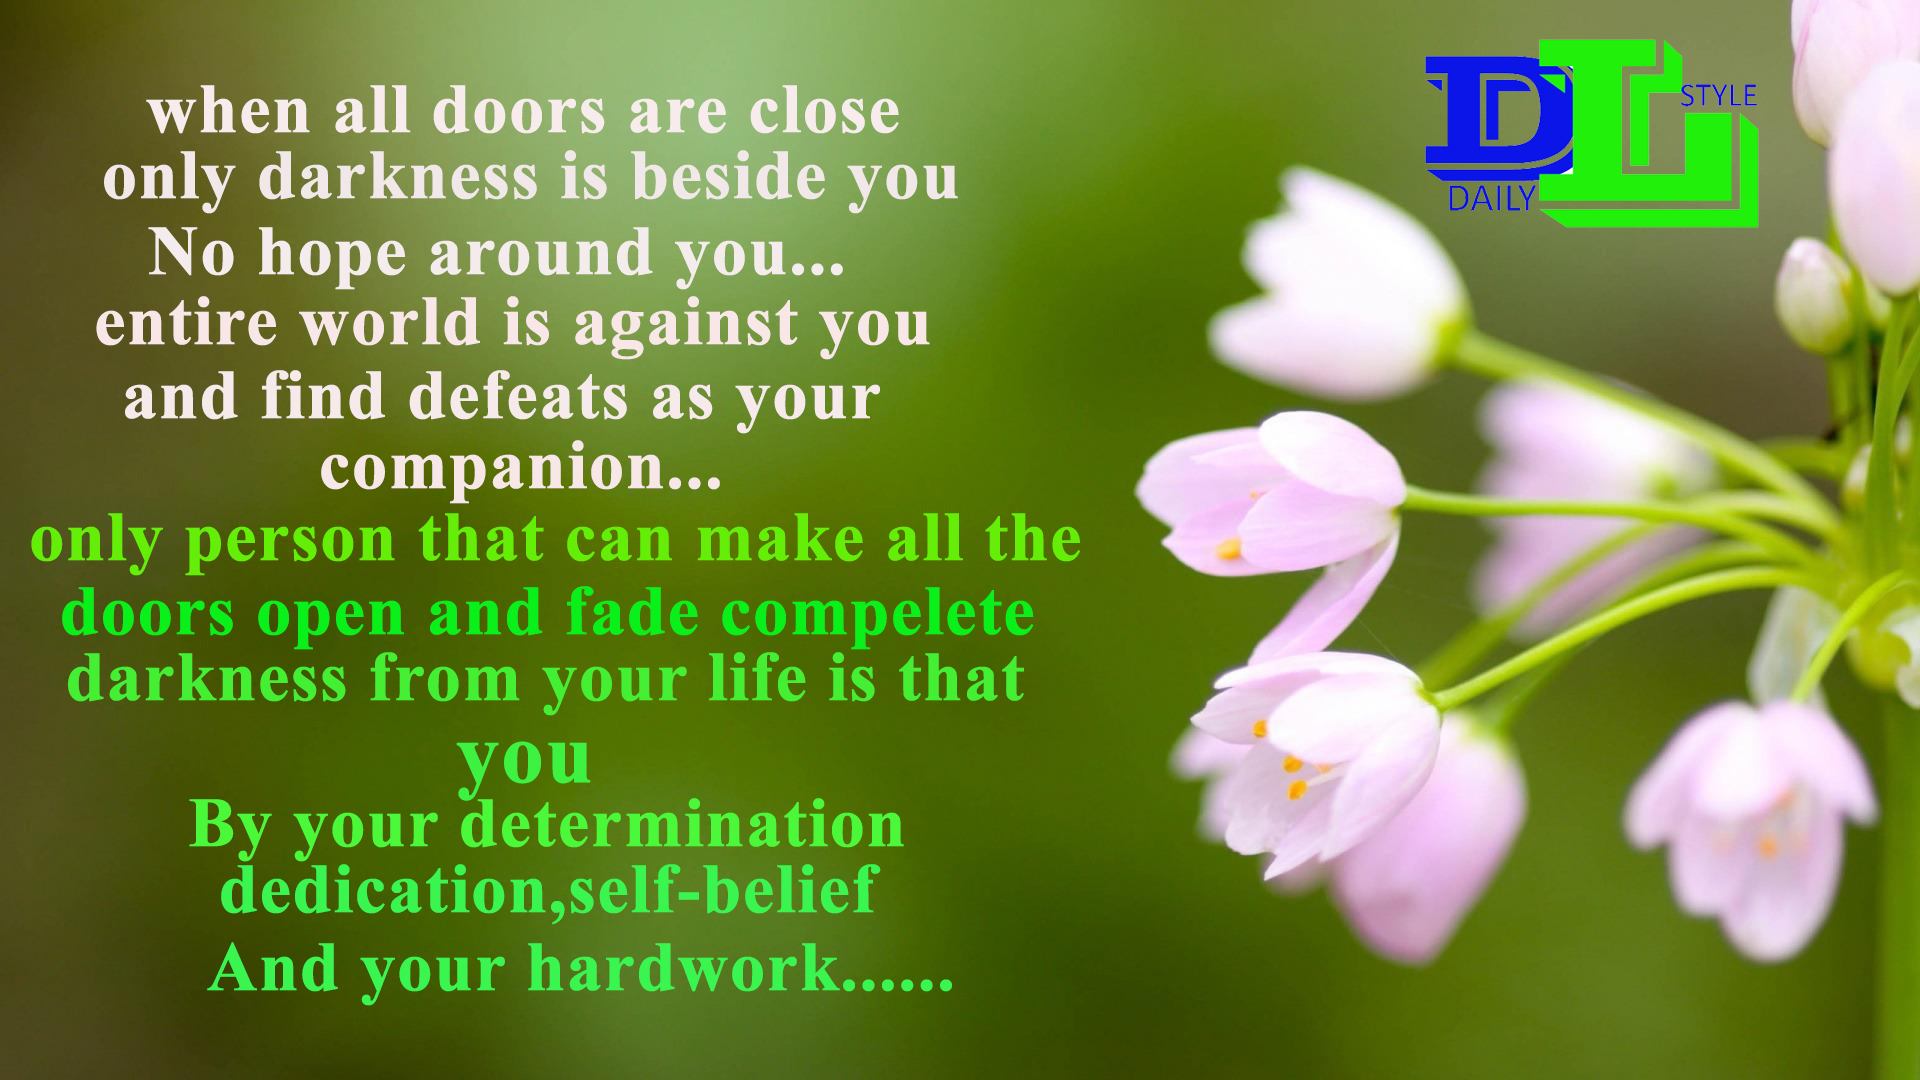 when all doors are close
only darkness is beside you
No hope around you...
entire world is against you
and find defeats as your
companion...
only person that can make all the
doors open and fade compelete
darkness from your life is that
you
By your determination
dedication,self-belief
And your hardwork......
DL
STYLE
DAILY